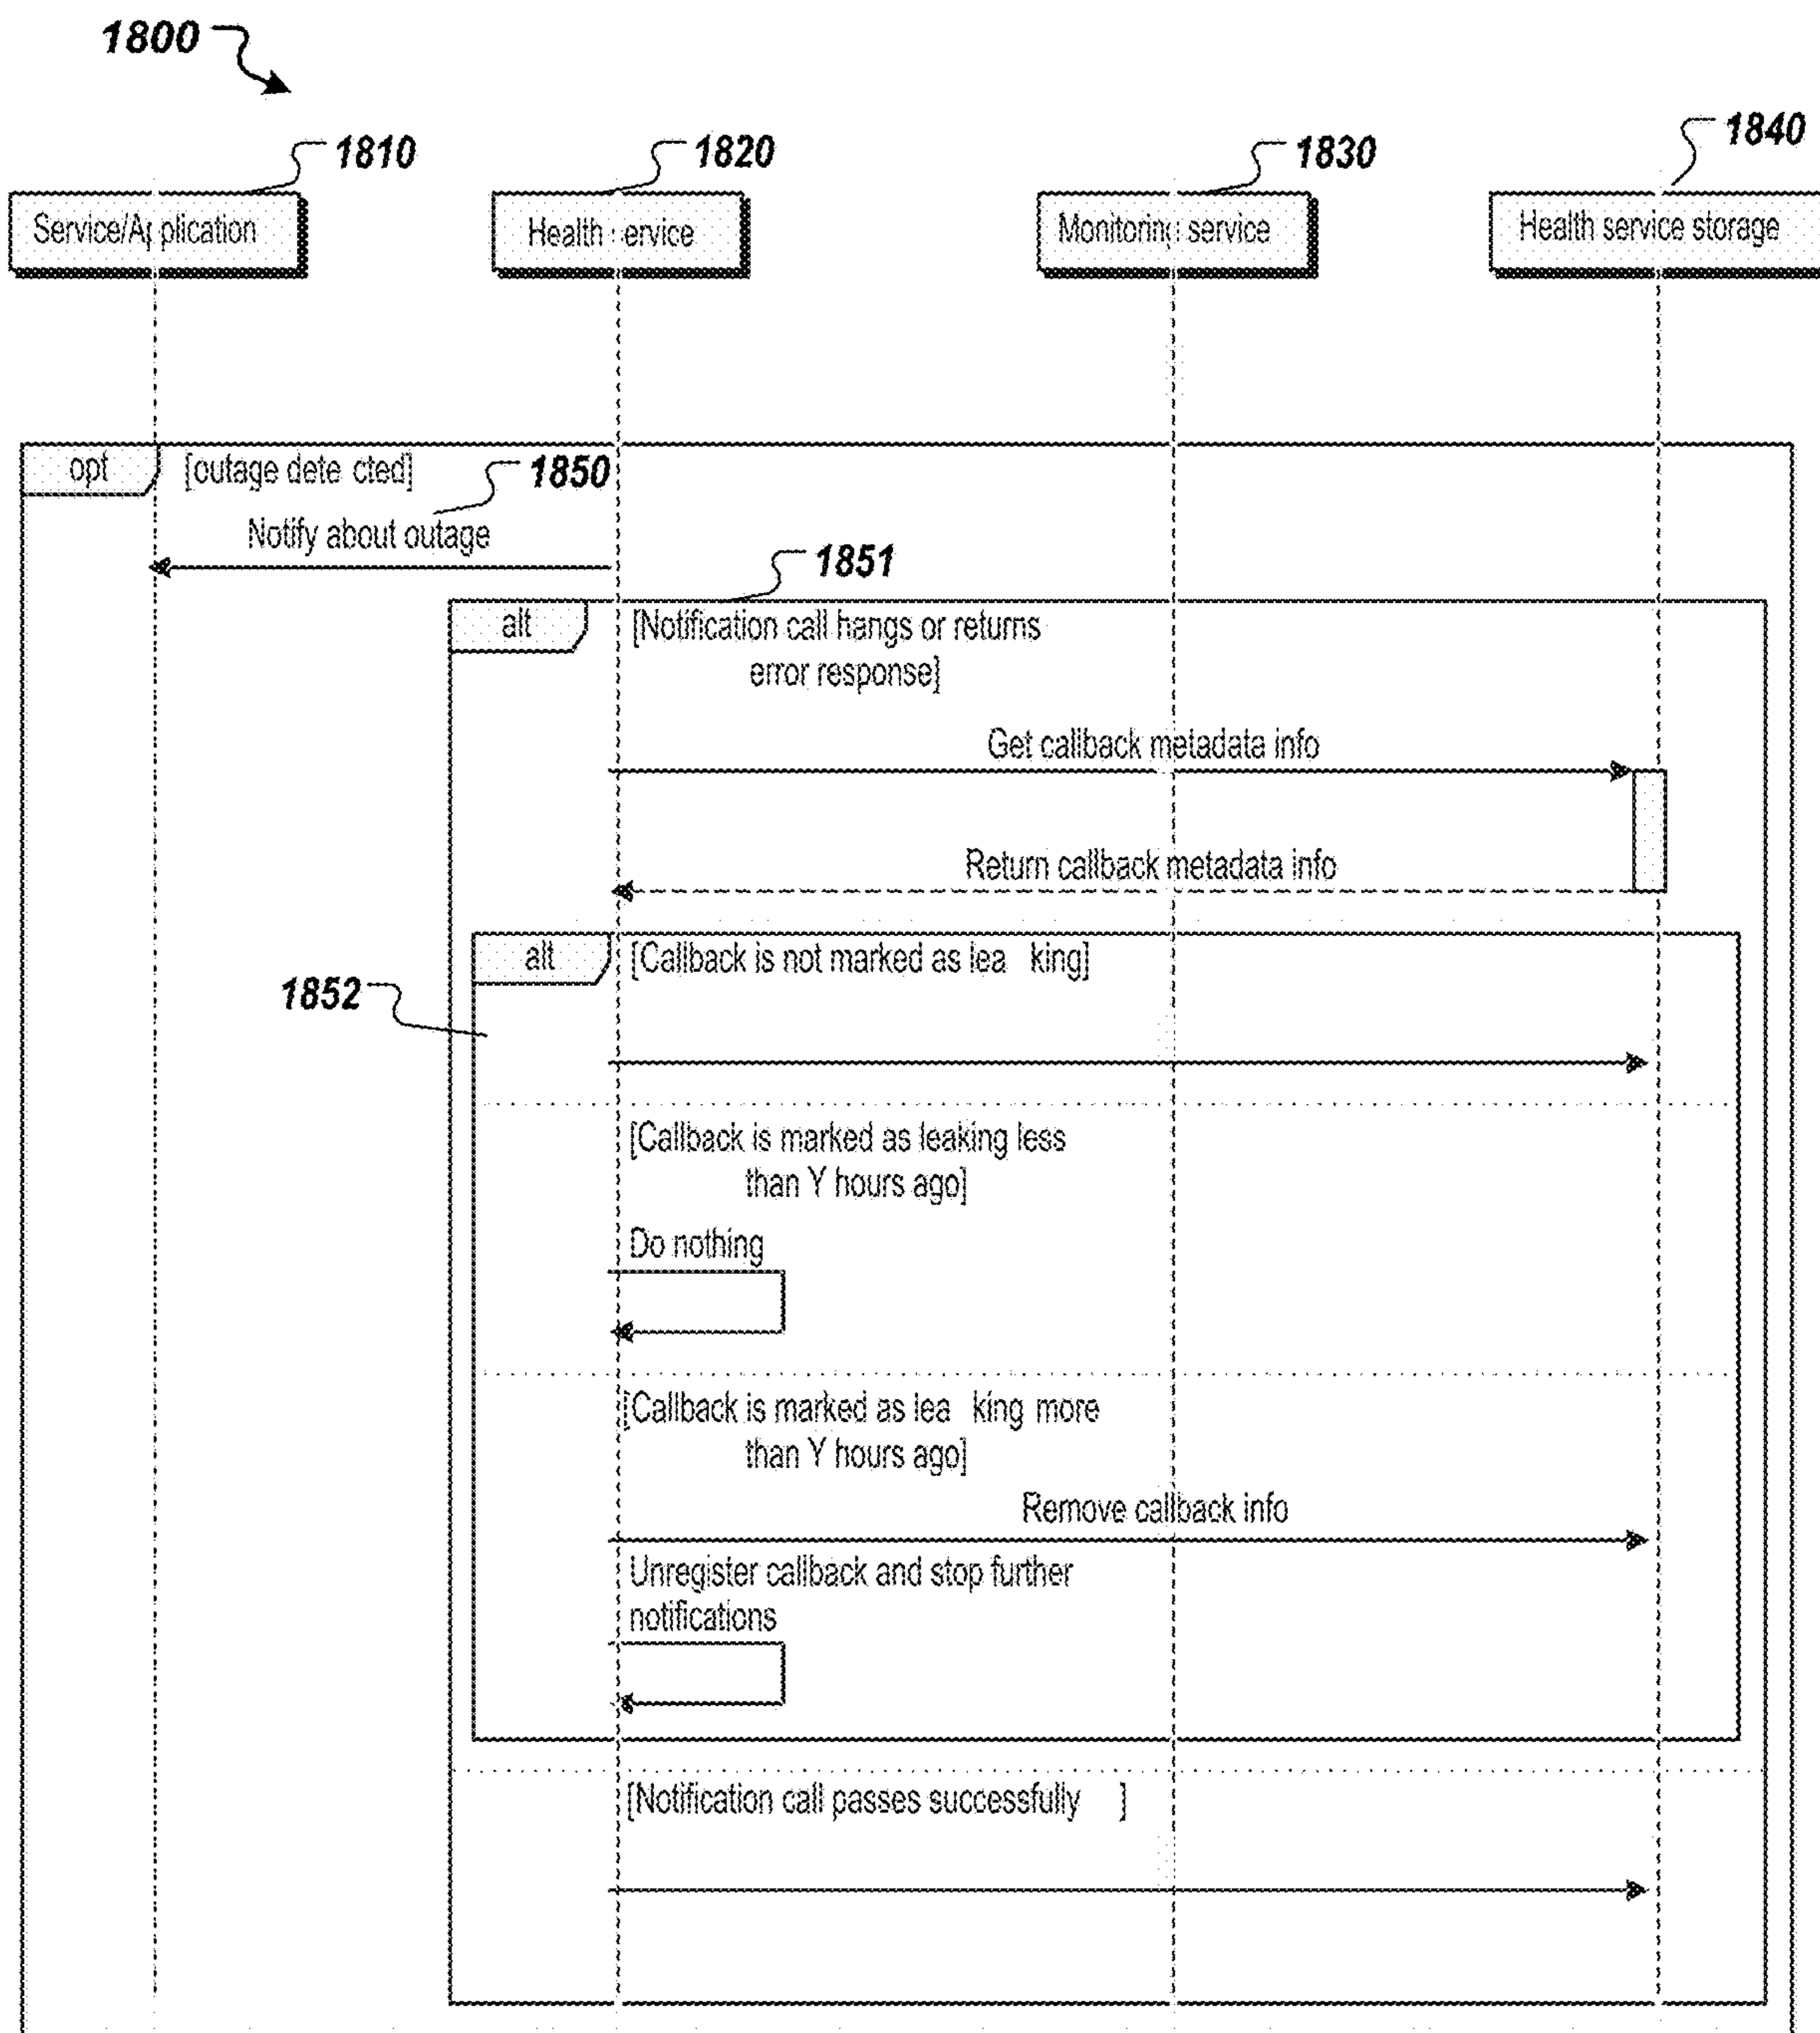 1800
1810
1820
1830
1840
Service/Application
Health service
Monitoring service
Health service storage
opt
[outage dete cted]
1850
Notify about outage
1851
alt
[Notification call hangs or returns
error response]
Get callback metadata info
Return callback metadata info
alt
[Callback is not marked as lea king]
1852
[Callback is marked as leaking less
than Y hours ago]
Do nothing
[Callback is marked as lea king more
than Y hours ago]
Remove callback info
Unregister callback and stop further
notifications
[Notification call passes successfully ]